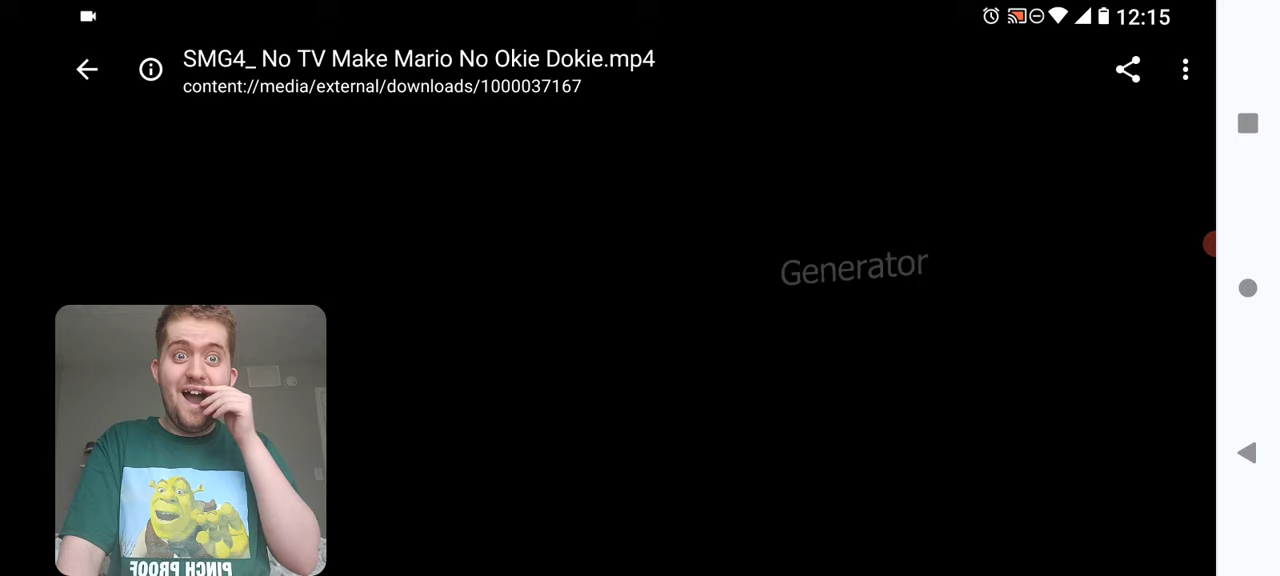 12:15
SMG4_ No TV Make Mario No Okie Dokie.mp4
content://media/external/downloads/1000037167
Generator
PINCH PROOF